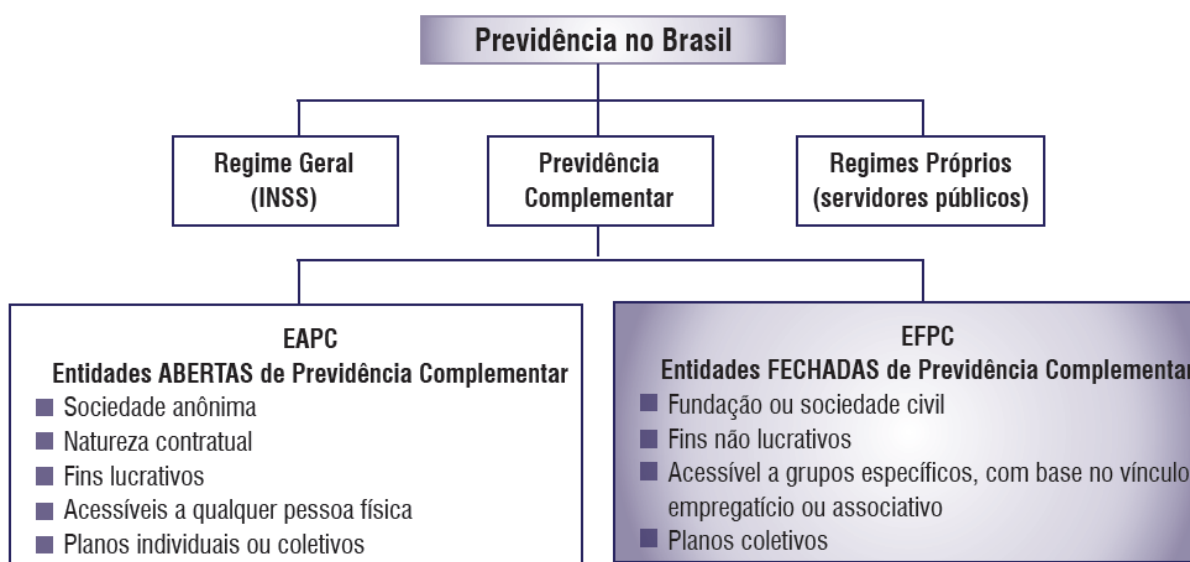 Previdência no Brasil
Regime Geral
(INSS)
Previdência
Complementar
Regimes Próprios
(servidores públicos)
EAPC
Entidades ABERTAS de Previdência Complementar
Sociedade anônima
Natureza contratual
Fins lucrativos
Acessíveis a qualquer pessoa física
Planos individuais ou coletivos
EFPC
Entidades FECHADAS de Previdência Complementar
Fundação ou sociedade civil
Fins não lucrativos
Acessível a grupos específicos, com base no vínculo
empregatício ou associativo
Planos coletivos